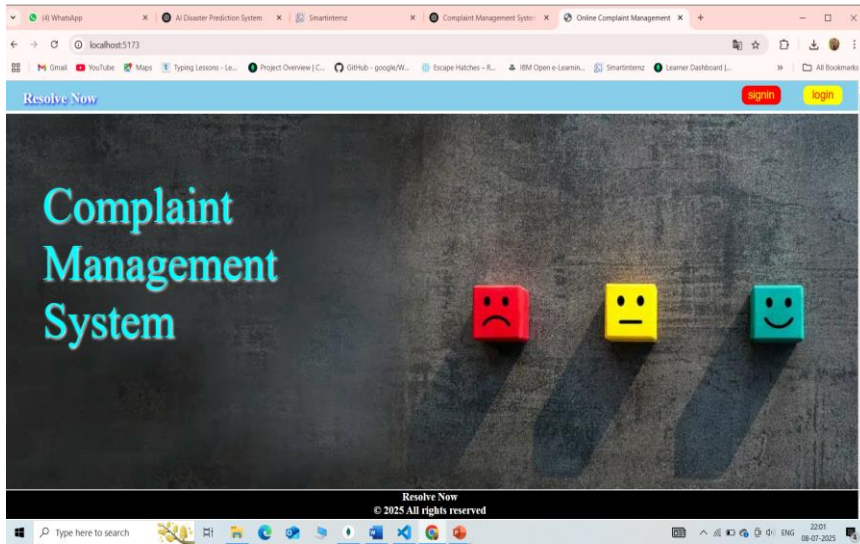 (4) WhatsApp
AI Disaster Prediction System
Smartinternz
Complaint Management System
Online Complaint Management
localhost:5173
Gmail YouTube Maps Typing Lessons - Le... Project Overview | C... GitHub - google/W... Escape Hatches – R... IBM Open e-Learnin... Smartinternz Learner Dashboard |... » All Bookmarks
Resolve Now signin login
Complaint
Management
System
Resolve Now
© 2025 All rights reserved
Type here to search ENG 22:01
08-07-2025